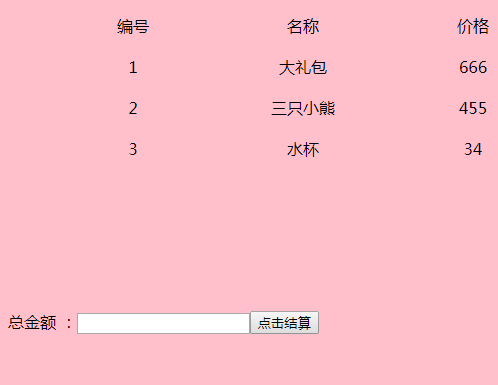 编号 名称 价格
1 大礼包 666
2 三只小熊 455
3 水杯 34
总金额 ： 点击结算